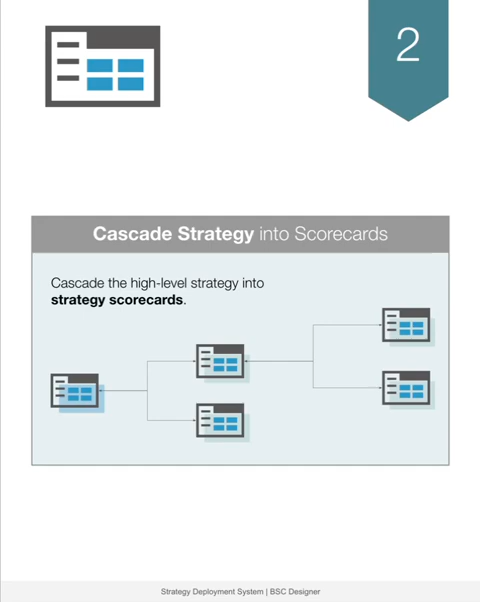 2
Cascade Strategy into Scorecards
Cascade the high-level strategy into
strategy scorecards.
Strategy Deployment System | BSC Designer